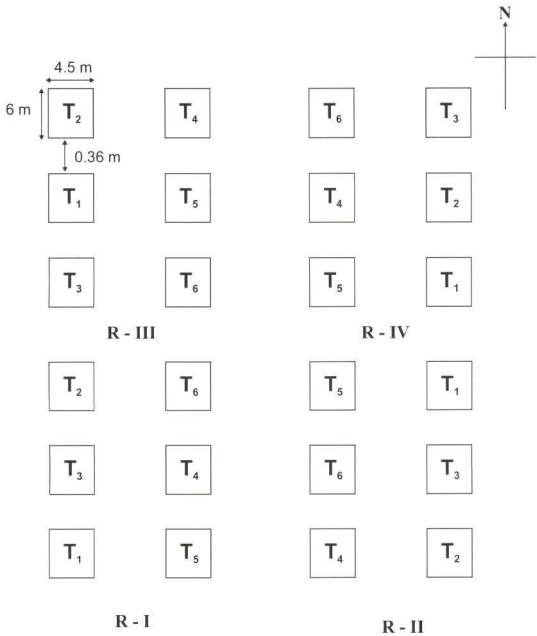 N
4.5 m
6 m
T₂ T₄ T₆ T₃
0.36 m
T₁ T₅ T₄ T₂
T₃ T₆ T₅ T₁
R - III R - IV
T₂ T₆ T₅ T₁
T₃ T₄ T₆ T₃
T₁ T₅ T₄ T₂
R - I R - II